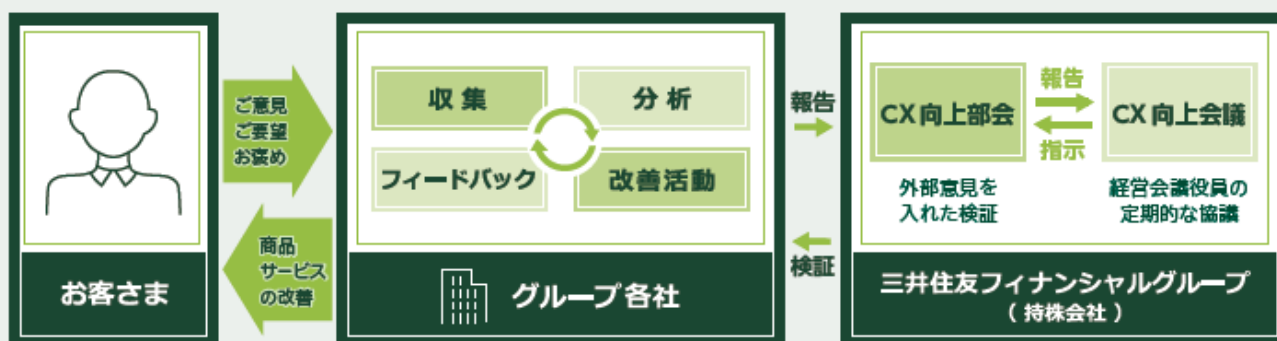 ご意見
ご要望
お褒め
商品
サービス
の改善
お客さま
収集
分析
フィードバック
改善活動
グループ各社
報告
検証
CX向上部会
報告
指示
CX向上会議
外部意見を
入れた検証
経営会議役員の
定期的な協議
三井住友フィナンシャルグループ
（持株会社）